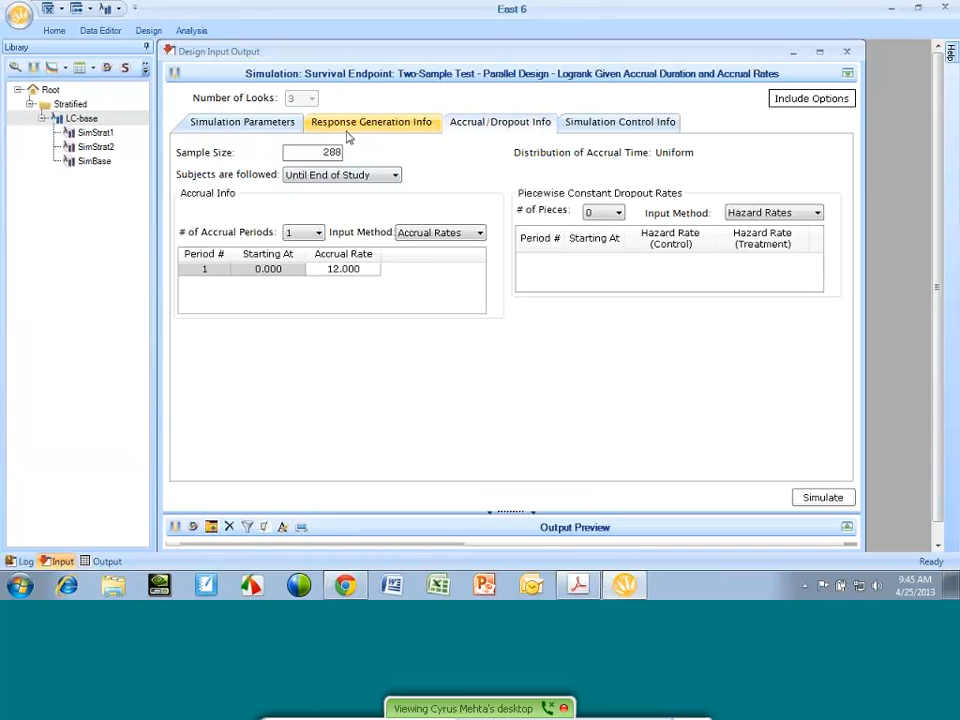 East 6
Home Data Editor Design Analysis
Library
Design Input Output
Help
Simulation: Survival Endpoint: Two-Sample Test - Parallel Design - Logrank Given Accrual Duration and Accrual Rates
Root
Stratified
LC-base
SimStrat1
SimStrat2
SimBase
Number of Looks: 3
Include Options
Simulation Parameters Response Generation Info Accrual/Dropout Info Simulation Control Info
Sample Size: 288
Distribution of Accrual Time: Uniform
Subjects are followed: Until End of Study
Accrual Info
Piecewise Constant Dropout Rates
# of Pieces: 0 Input Method: Hazard Rates
# of Accrual Periods: 1 Input Method: Accrual Rates
Period # Starting At Accrual Rate
1 0.000 12.000
Period # Starting At Hazard Rate (Control) Hazard Rate (Treatment)
Simulate
Output Preview
Log Input Output
Ready
9:45 AM
4/25/2013
Viewing Cyrus Mehta's desktop